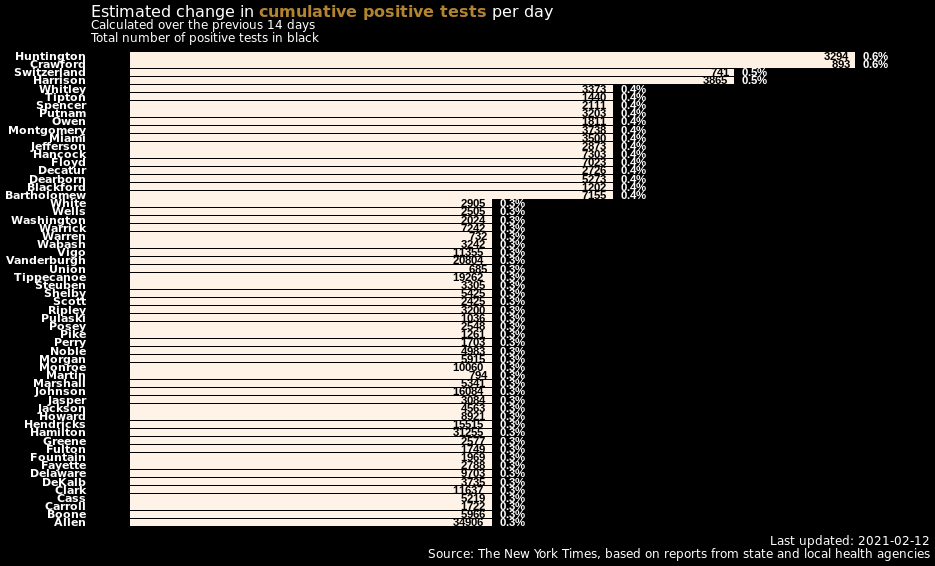 Estimated change in cumulative positive tests per day
Calculated over the previous 14 days
Total number of positive tests in black
Huntington 3294 0.6%
Crawford 893 0.6%
Switzerland 741 0.5%
Harrison 3865 0.5%
Whitley 3373 0.4%
Tipton 1440 0.4%
Spencer 2111 0.4%
Putnam 3203 0.4%
Owen 1811 0.4%
Montgomery 3738 0.4%
Miami 3500 0.4%
Jefferson 2873 0.4%
Hancock 7303 0.4%
Floyd 7023 0.4%
Decatur 2726 0.4%
Dearborn 5273 0.4%
Blackford 1202 0.4%
Bartholomew 7155 0.4%
White 2905 0.3%
Wells 2505 0.3%
Washington 2024 0.3%
Warrick 7242 0.3%
Warren 732 0.3%
Wabash 3242 0.3%
Vigo 11355 0.3%
Vanderburgh 20804 0.3%
Union 685 0.3%
Tippecanoe 19262 0.3%
Steuben 3305 0.3%
Shelby 5425 0.3%
Scott 2425 0.3%
Ripley 3200 0.3%
Pulaski 1036 0.3%
Posey 2548 0.3%
Pike 1261 0.3%
Perry 1703 0.3%
Noble 4983 0.3%
Morgan 5915 0.3%
Monroe 10060 0.3%
Martin 794 0.3%
Marshall 5341 0.3%
Johnson 16084 0.3%
Jasper 3084 0.3%
Jackson 4563 0.3%
Howard 8921 0.3%
Hendricks 15515 0.3%
Hamilton 31255 0.3%
Greene 2577 0.3%
Fulton 1749 0.3%
Fountain 1969 0.3%
Fayette 2788 0.3%
Delaware 9703 0.3%
DeKalb 3735 0.3%
Clark 11637 0.3%
Cass 5219 0.3%
Carroll 1722 0.3%
Boone 5966 0.3%
Allen 34906 0.3%
Last updated: 2021-02-12
Source: The New York Times, based on reports from state and local health agencies